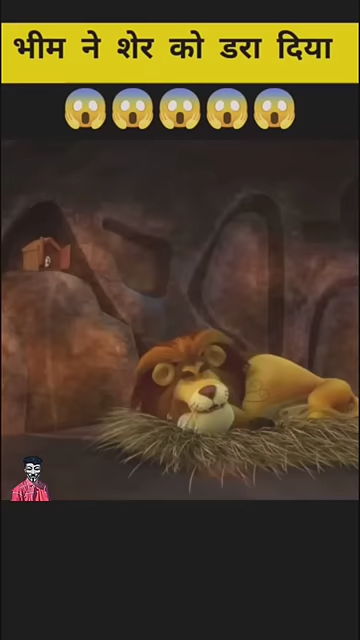 भीम ने शेर को डरा दिया